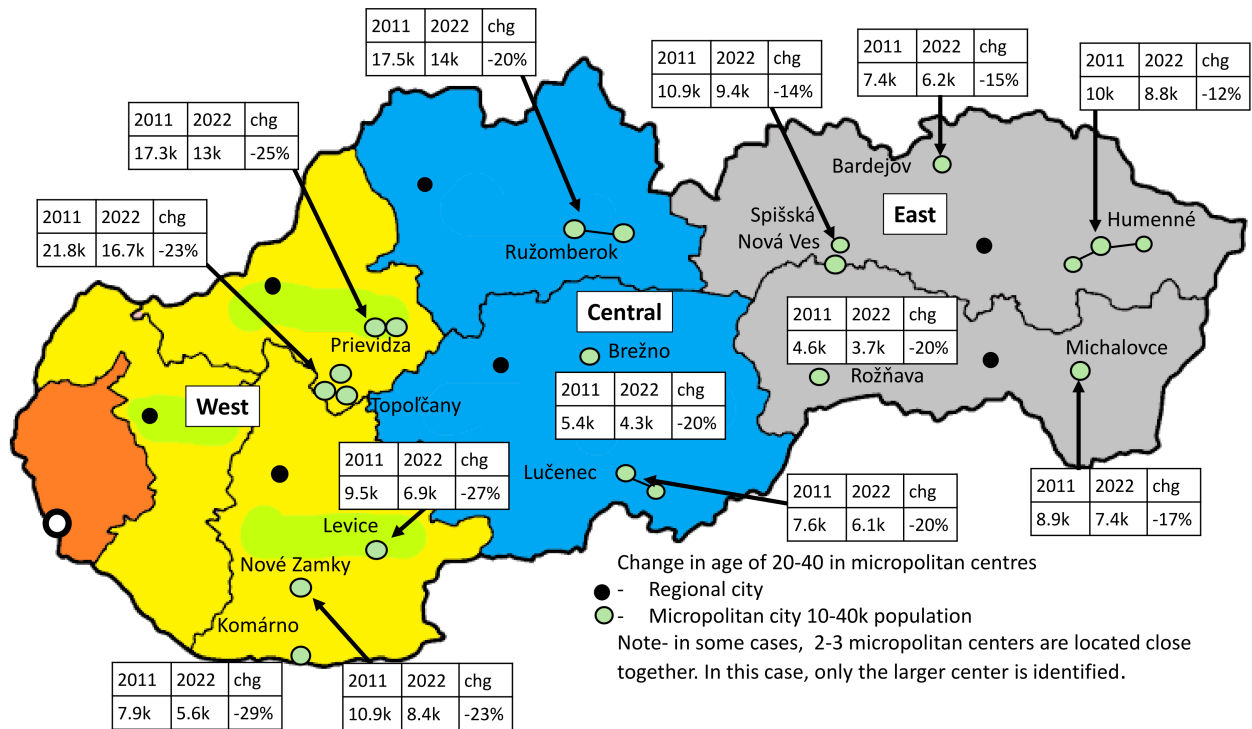 2011 2022 chg
17.5k 14k -20%
2011 2022 chg
10.9k 9.4k -14%
2011 2022 chg
7.4k 6.2k -15%
2011 2022 chg
10k 8.8k -12%
2011 2022 chg
17.3k 13k -25%
2011 2022 chg
21.8k 16.7k -23%
Bardejov
Spišská
Nová Ves
East
Humenné
Ružomberok
Central
Prievidza
Brežno
2011 2022 chg
4.6k 3.7k -20%
Rožňava
Michalovce
West
Topoľčany
2011 2022 chg
5.4k 4.3k -20%
2011 2022 chg
9.5k 6.9k -27%
Lučenec
2011 2022 chg
7.6k 6.1k -20%
2011 2022 chg
8.9k 7.4k -17%
Levice
Nové Zamky
Komárno
2011 2022 chg
7.9k 5.6k -29%
2011 2022 chg
10.9k 8.4k -23%
Change in age of 20-40 in micropolitan centres
- Regional city
- Micropolitan city 10-40k population
Note- in some cases, 2-3 micropolitan centers are located close
together. In this case, only the larger center is identified.